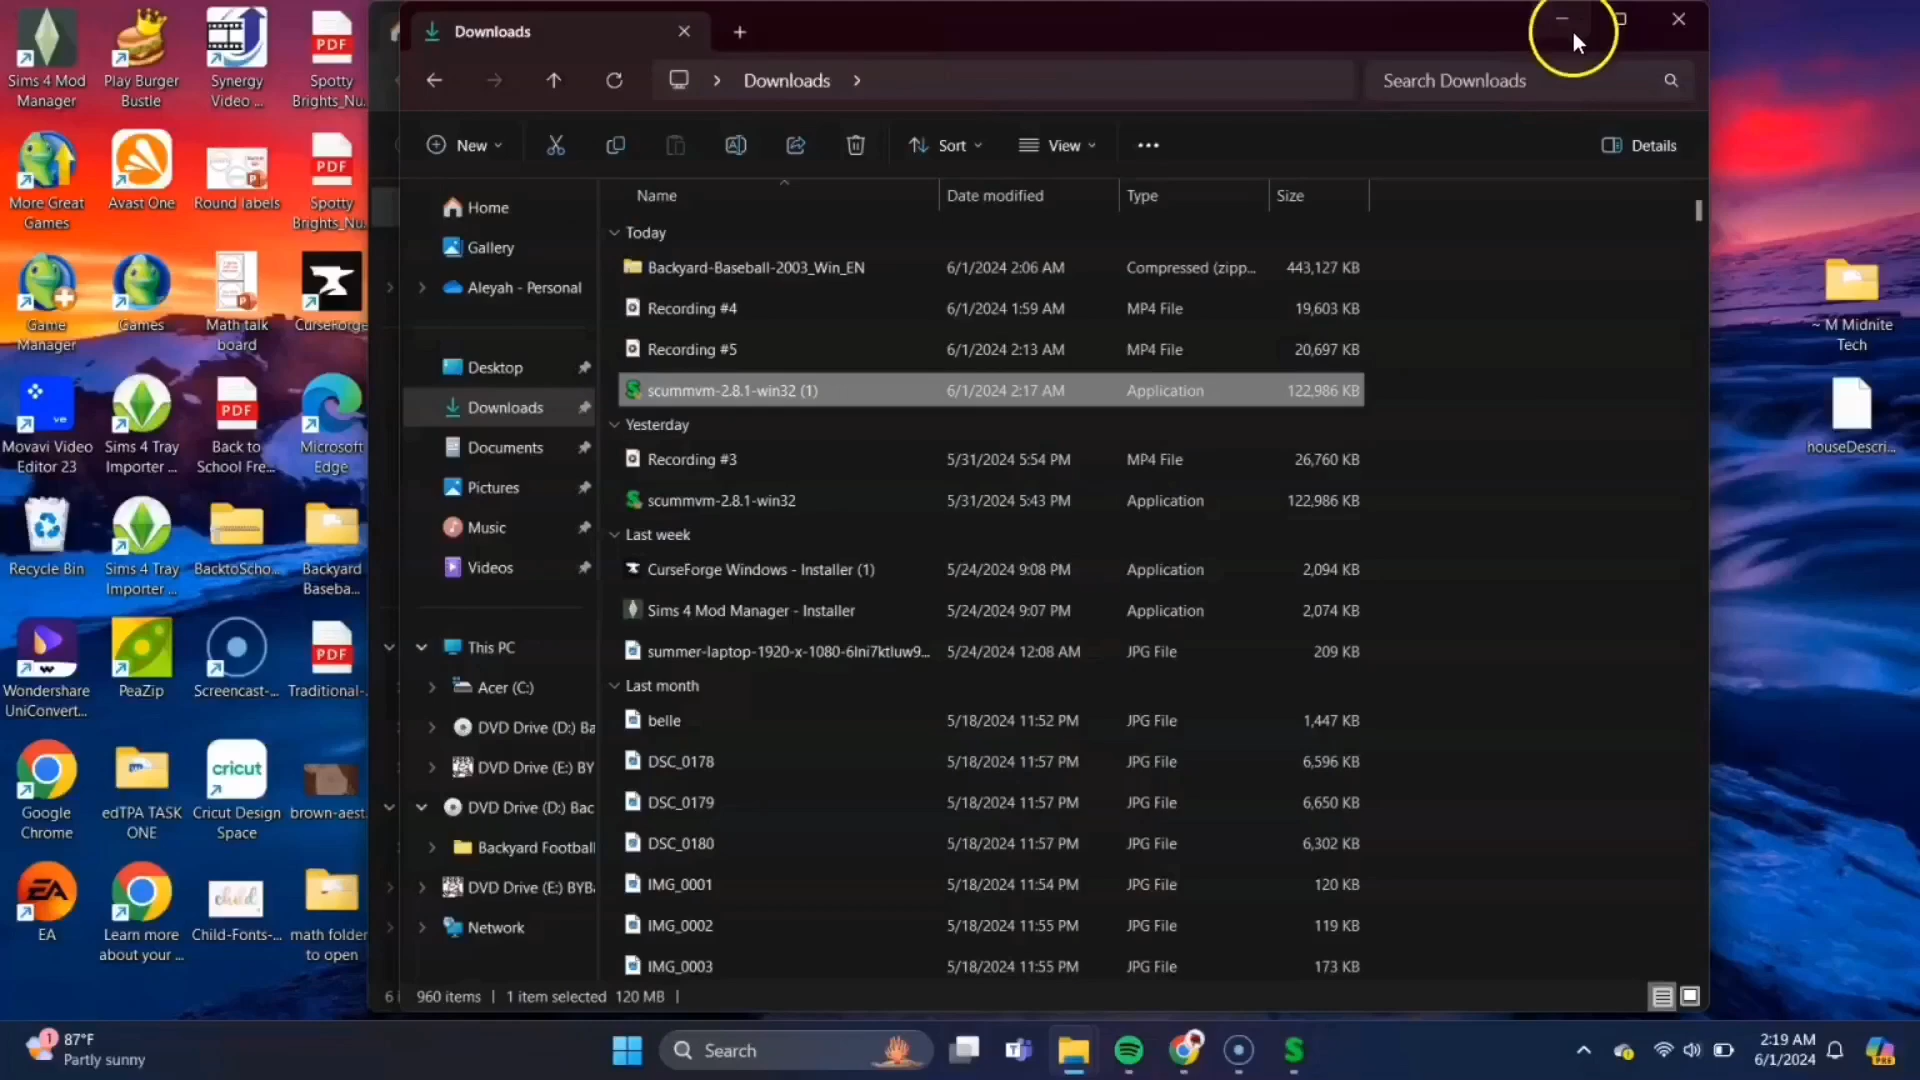 Sims 4 Mod
Manager
Play Burger
Bustle
Synergy
Video ...
PDF
Spotty
Brights_Nu...
More Great
Games
Avast One
Round labels
PDF
Spotty
Brights_Nu...
Game
Manager
Games
Math talk
board
CurseForge
ve
Movavi Video
Editor 23
Sims 4 Tray
Importer ...
PDF
Back to
School Fre...
Microsoft
Edge
Recycle Bin
Sims 4 Tray
Importer ...
BacktoScho...
Backyard
Baseba...
Wondershare
UniConvert...
PeaZip
Screencast-...
PDF
Traditional-
Google
Chrome
edTPA TASK
ONE
cricut
Cricut Design
Space
brown-aest
EA
EA
Learn more
about your ...
child
Child-Fonts-...
math folder
to open
Downloads
Downloads
Search Downloads
New
Sort
View
Details
Home
Gallery
Aleyah - Personal
Desktop
Downloads
Documents
Pictures
Music
Videos
This PC
Acer (C:)
DVD Drive (D:) Ba
DVD Drive (E:) BY
DVD Drive (D:) Bac
Backyard Football
DVD Drive (E:) BYB
Network
Name Date modified Type Size
Today
Backyard-Baseball-2003_Win_EN 6/1/2024 2:06 AM Compressed (zipp... 443,127 KB
Recording #4 6/1/2024 1:59 AM MP4 File 19,603 KB
Recording #5 6/1/2024 2:13 AM MP4 File 20,697 KB
scummvm-2.8.1-win32 (1) 6/1/2024 2:17 AM Application 122,986 KB
Yesterday
Recording #3 5/31/2024 5:54 PM MP4 File 26,760 KB
scummvm-2.8.1-win32 5/31/2024 5:43 PM Application 122,986 KB
Last week
CurseForge Windows - Installer (1) 5/24/2024 9:08 PM Application 2,094 KB
Sims 4 Mod Manager - Installer 5/24/2024 9:07 PM Application 2,074 KB
summer-laptop-1920-x-1080-6lni7ktluw9... 5/24/2024 12:08 AM JPG File 209 KB
Last month
belle 5/18/2024 11:52 PM JPG File 1,447 KB
DSC_0178 5/18/2024 11:57 PM JPG File 6,596 KB
DSC_0179 5/18/2024 11:57 PM JPG File 6,650 KB
DSC_0180 5/18/2024 11:57 PM JPG File 6,302 KB
IMG_0001 5/18/2024 11:54 PM JPG File 120 KB
IMG_0002 5/18/2024 11:55 PM JPG File 119 KB
IMG_0003 5/18/2024 11:55 PM JPG File 173 KB
6 960 items | 1 item selected 120 MB |
~ M Midnite
Tech
houseDescri...
1
87°F
Partly sunny
Search
2:19 AM
6/1/2024